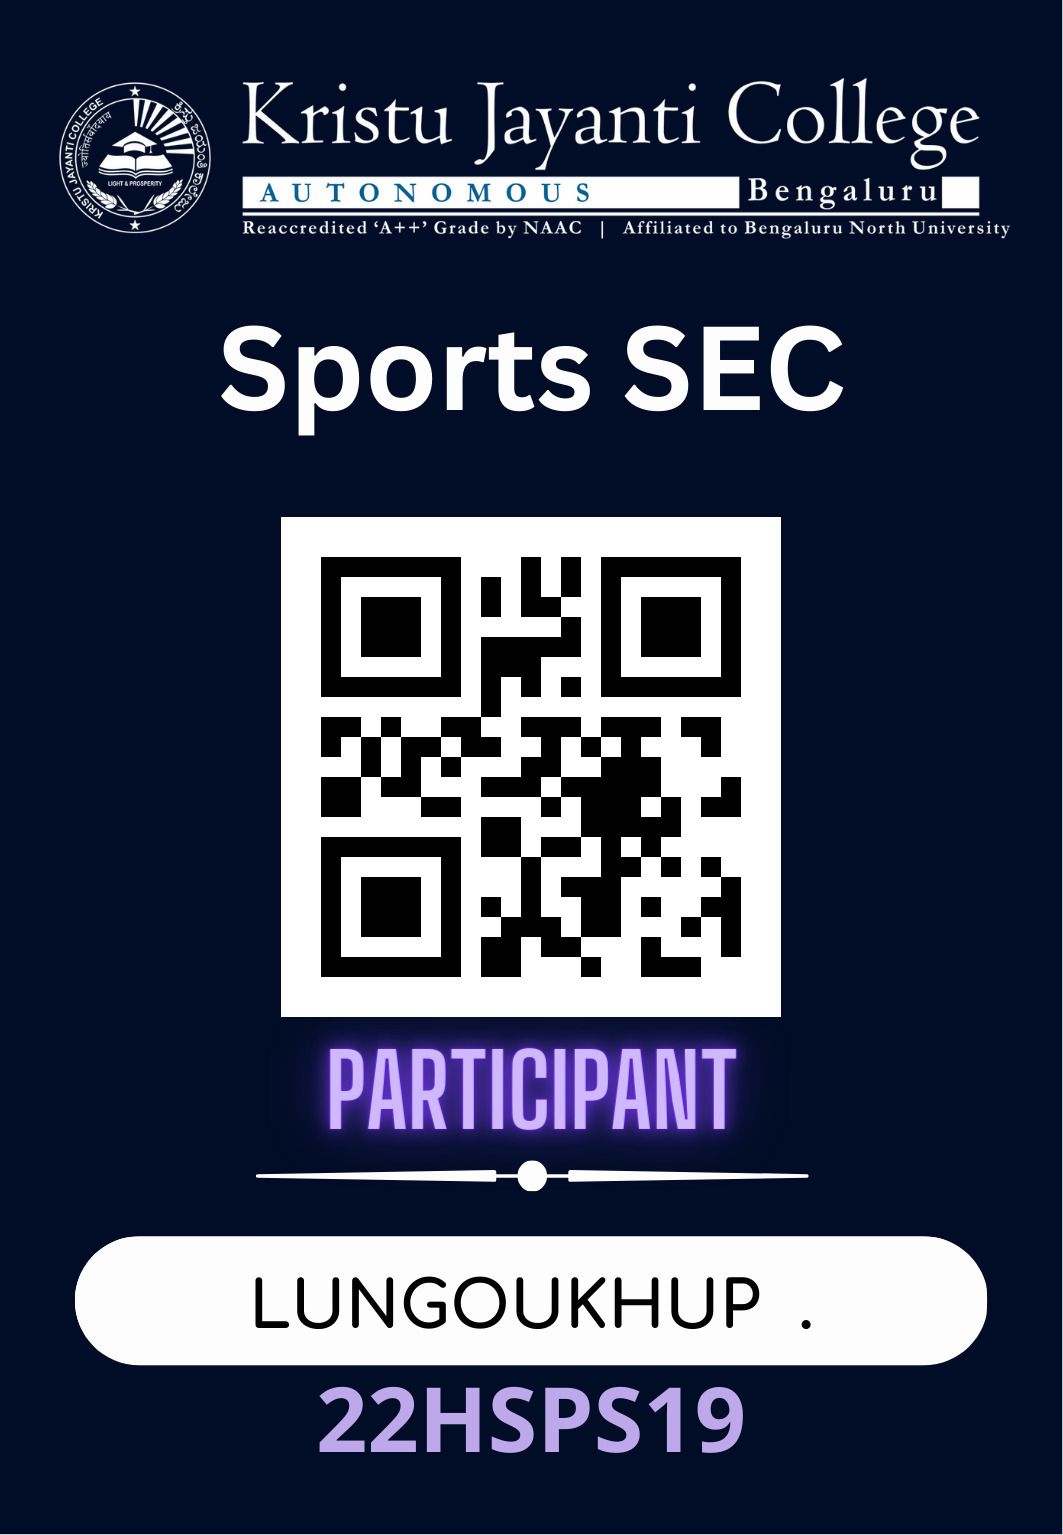 KRISTU JAYANTI COLLEGE
ಕ್ರಿಸ್ತು ಜಯಂತಿ ಕಾಲೇಜು
LIGHT & PROSPERITY
Kristu Jayanti College
AUTONOMOUS Bengaluru
Reaccredited ‘A++’ Grade by NAAC | Affiliated to Bengaluru North University
Sports SEC
PARTICIPANT
LUNGOUKHUP .
22HSPS19